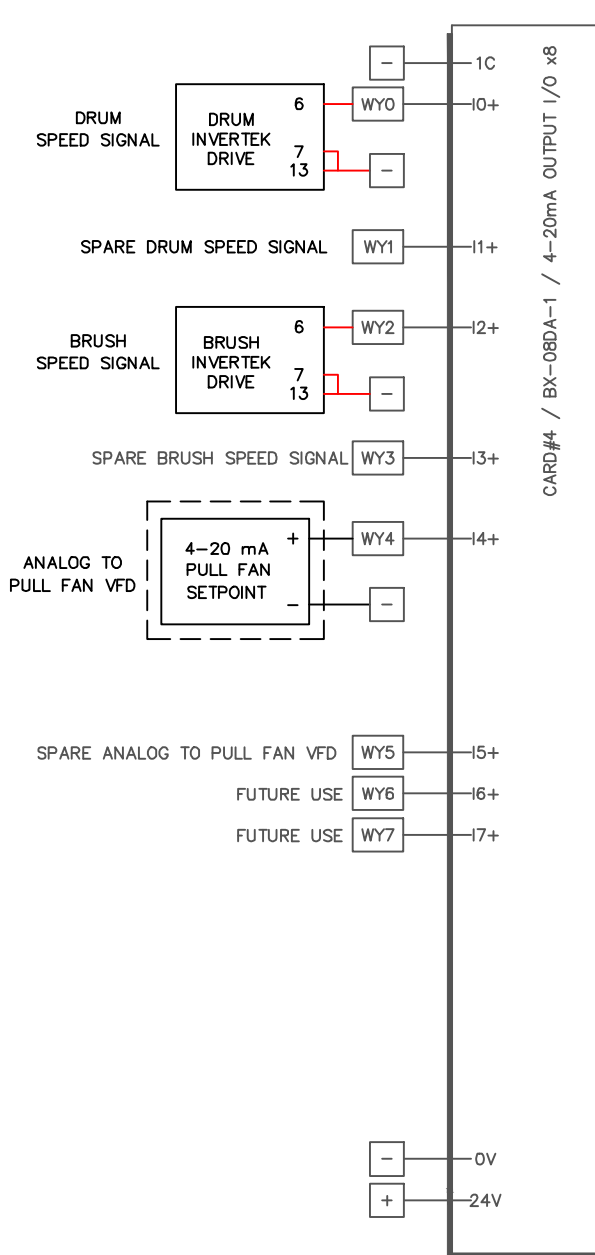 - 1C
DRUM
SPEED SIGNAL
DRUM
INVERTEK
DRIVE
6
7
13
WY0 I0+
-
SPARE DRUM SPEED SIGNAL WY1 I1+
BRUSH
SPEED SIGNAL
BRUSH
INVERTEK
DRIVE
6
7
13
WY2 I2+
-
SPARE BRUSH SPEED SIGNAL WY3 I3+
ANALOG TO
PULL FAN VFD
4-20 mA
PULL FAN
SETPOINT
+
-
WY4 I4+
-
SPARE ANALOG TO PULL FAN VFD WY5 I5+
FUTURE USE WY6 I6+
FUTURE USE WY7 I7+
- 0V
+ 24V
CARD#4 / BX-08DA-1 / 4-20mA OUTPUT I/O x8